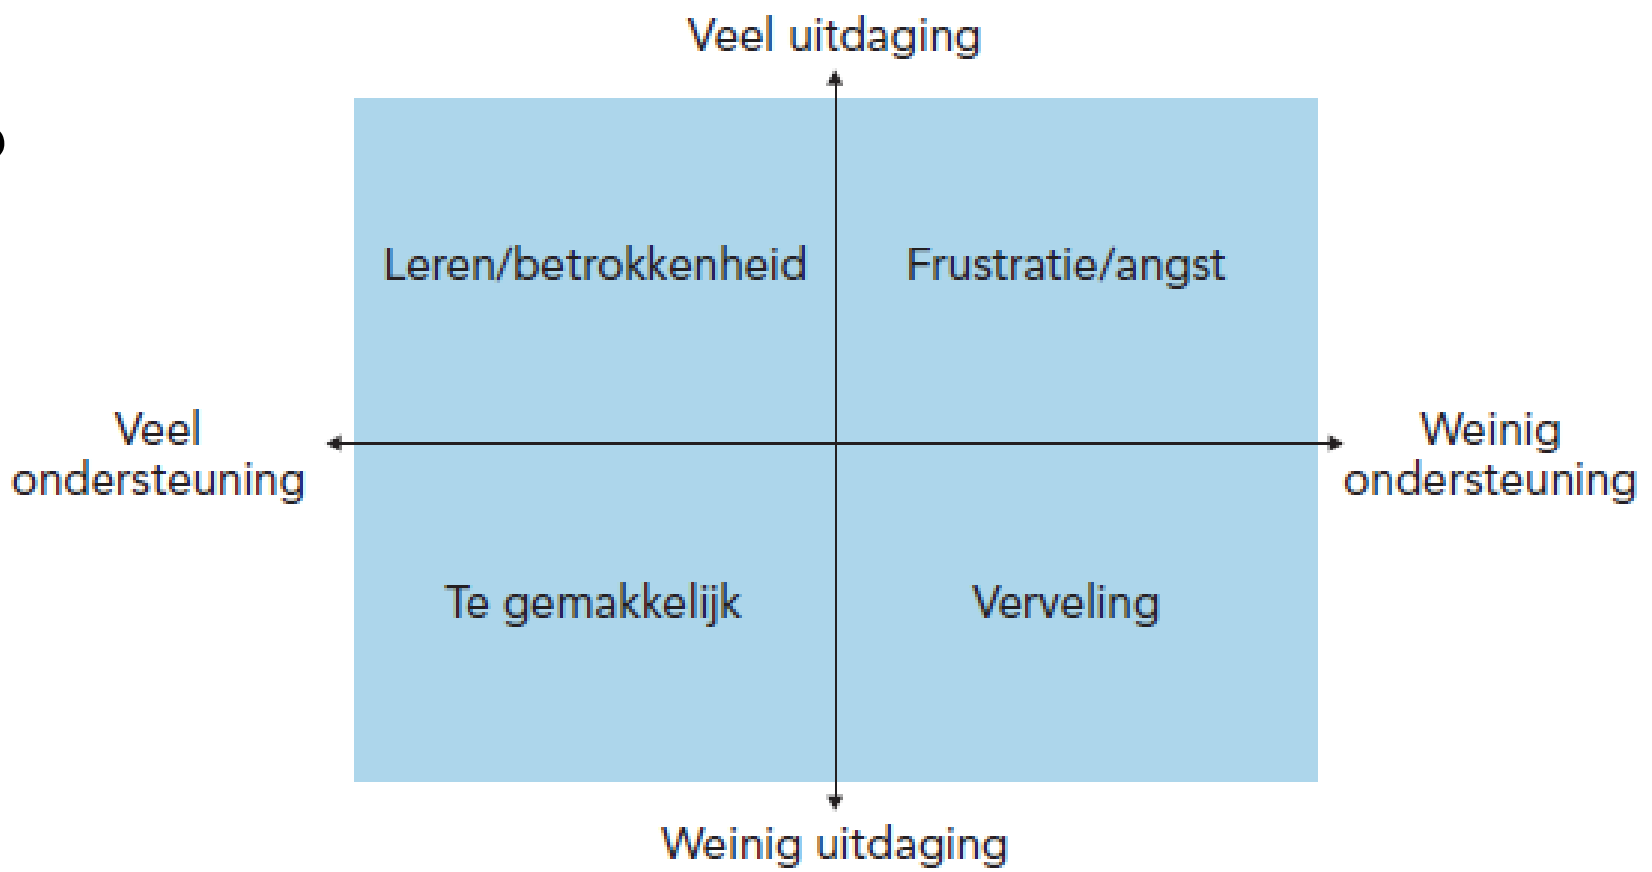 Veel uitdaging
Leren/betrokkenheid
Frustratie/angst
Veel
ondersteuning
Weinig
ondersteuning
Te gemakkelijk
Verveling
Weinig uitdaging